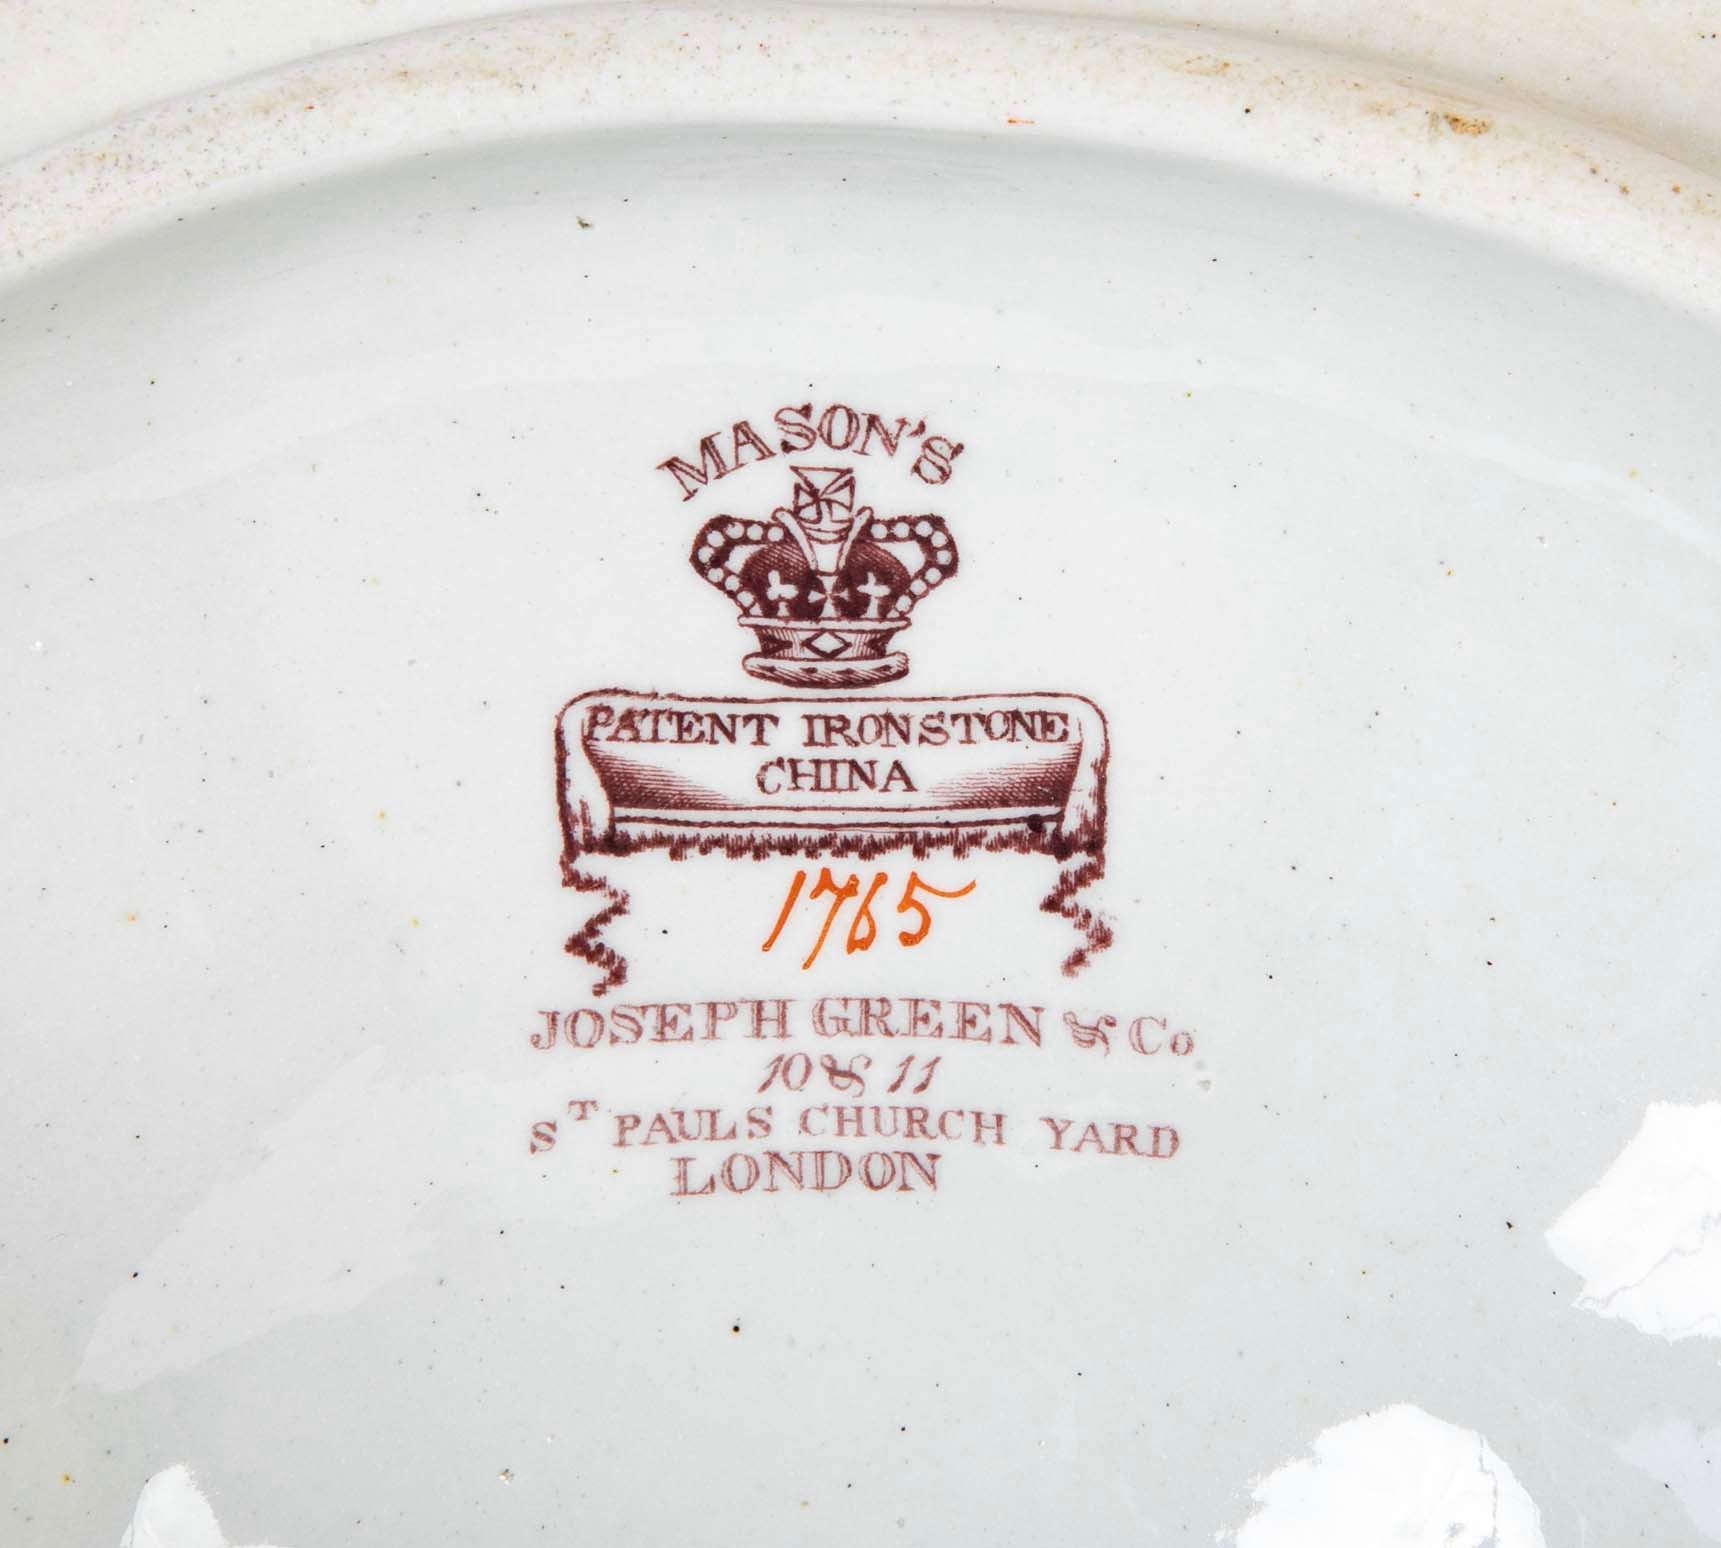 MASON'S
PATENT IRONSTONE
CHINA
1765
JOSEPH GREEN & Co
10 & 11
ST PAULS CHURCH YARD
LONDON